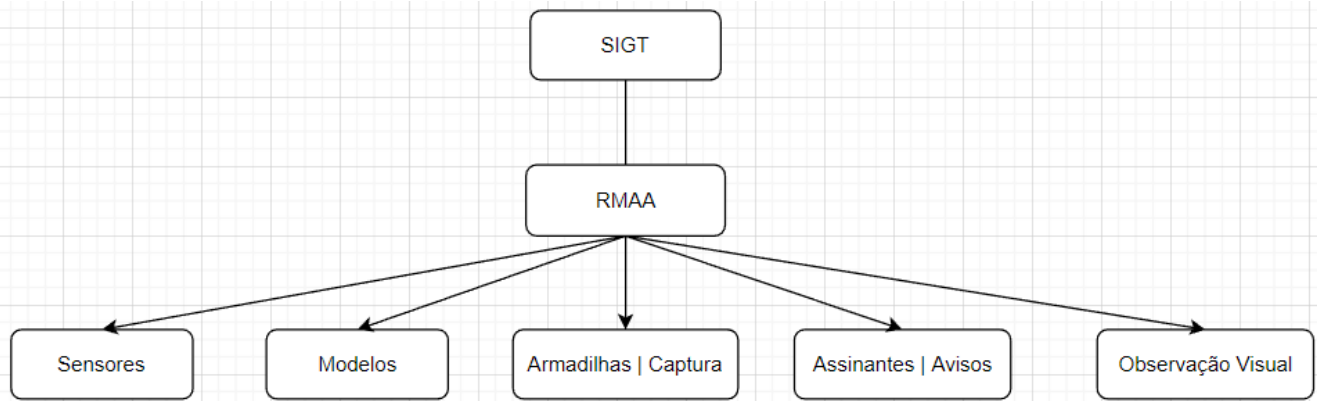 SIGT
RMAA
Sensores
Modelos
Armadilhas | Captura
Assinantes | Avisos
Observação Visual